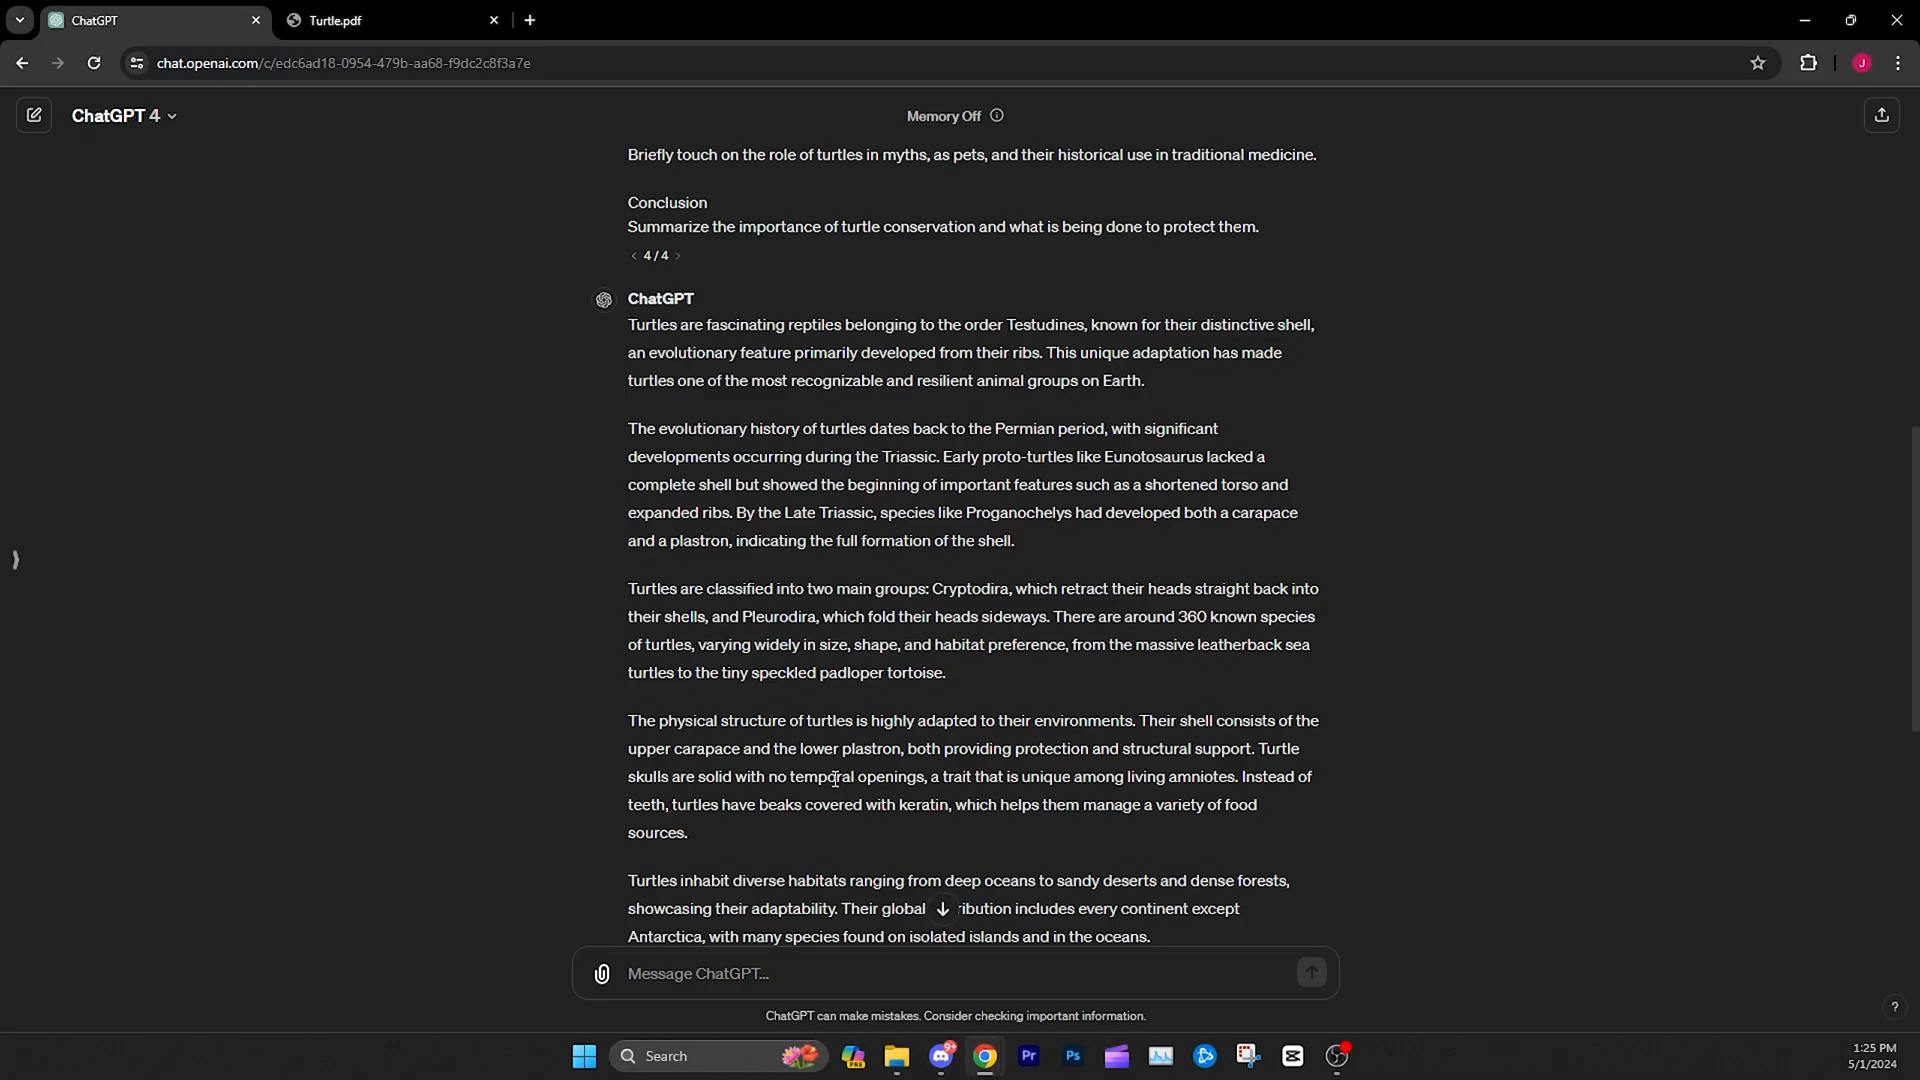 ChatGPT
Turtle.pdf
chat.openai.com/c/edc6ad18-0954-479b-aa68-f9dc2c8f3a7e
J
ChatGPT 4
Memory Off
Briefly touch on the role of turtles in myths, as pets, and their historical use in traditional medicine.
Conclusion
Summarize the importance of turtle conservation and what is being done to protect them.
< 4/4 >
ChatGPT
Turtles are fascinating reptiles belonging to the order Testudines, known for their distinctive shell,
an evolutionary feature primarily developed from their ribs. This unique adaptation has made
turtles one of the most recognizable and resilient animal groups on Earth.
The evolutionary history of turtles dates back to the Permian period, with significant
developments occurring during the Triassic. Early proto-turtles like Eunotosaurus lacked a
complete shell but showed the beginning of important features such as a shortened torso and
expanded ribs. By the Late Triassic, species like Proganochelys had developed both a carapace
and a plastron, indicating the full formation of the shell.
Turtles are classified into two main groups: Cryptodira, which retract their heads straight back into
their shells, and Pleurodira, which fold their heads sideways. There are around 360 known species
of turtles, varying widely in size, shape, and habitat preference, from the massive leatherback sea
turtles to the tiny speckled padloper tortoise.
The physical structure of turtles is highly adapted to their environments. Their shell consists of the
upper carapace and the lower plastron, both providing protection and structural support. Turtle
skulls are solid with no temporal openings, a trait that is unique among living amniotes. Instead of
teeth, turtles have beaks covered with keratin, which helps them manage a variety of food
sources.
Turtles inhabit diverse habitats ranging from deep oceans to sandy deserts and dense forests,
showcasing their adaptability. Their global ribution includes every continent except
Antarctica, with many species found on isolated islands and in the oceans.
Message ChatGPT...
ChatGPT can make mistakes. Consider checking important information.
?
Search
PRE
9+
Pr
Ps
1:25 PM
5/1/2024